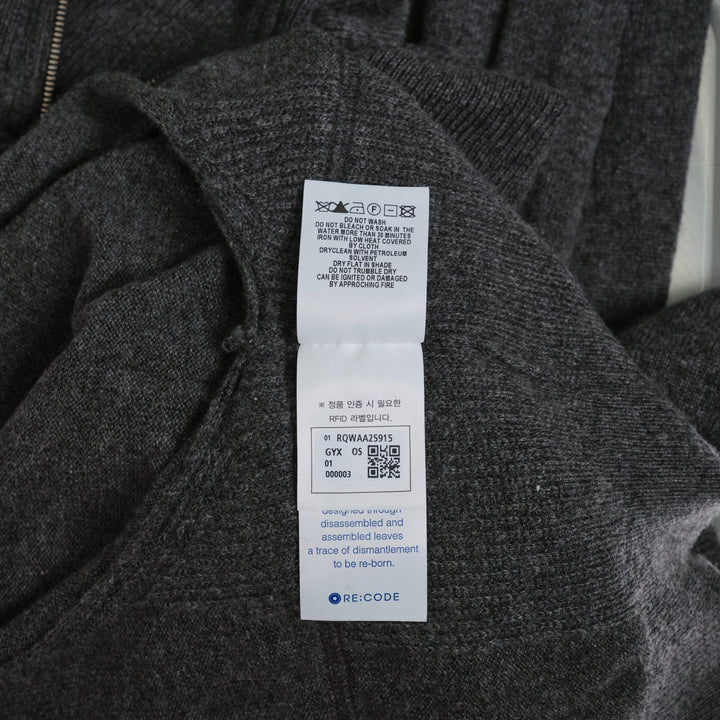 DO NOT WASH
DO NOT BLEACH OR SOAK IN THE
WATER MORE THAN 30 MINUTES
IRON WITH LOW HEAT COVERED
BY CLOTH
DRYCLEAN WITH PETROLEUM
SOLVENT
DRY FLAT IN SHADE
DO NOT TRUMBLE DRY
CAN BE IGNITED OR DAMAGED
BY APPROCHING FIRE
※ 정품 인증 시 필요한
RFID 라벨입니다.
01 RQWAA25915
GYX OS
01
000003
designed through
disassembled and
assembled leaves
a trace of dismantlement
to be re-born.
RE;CODE